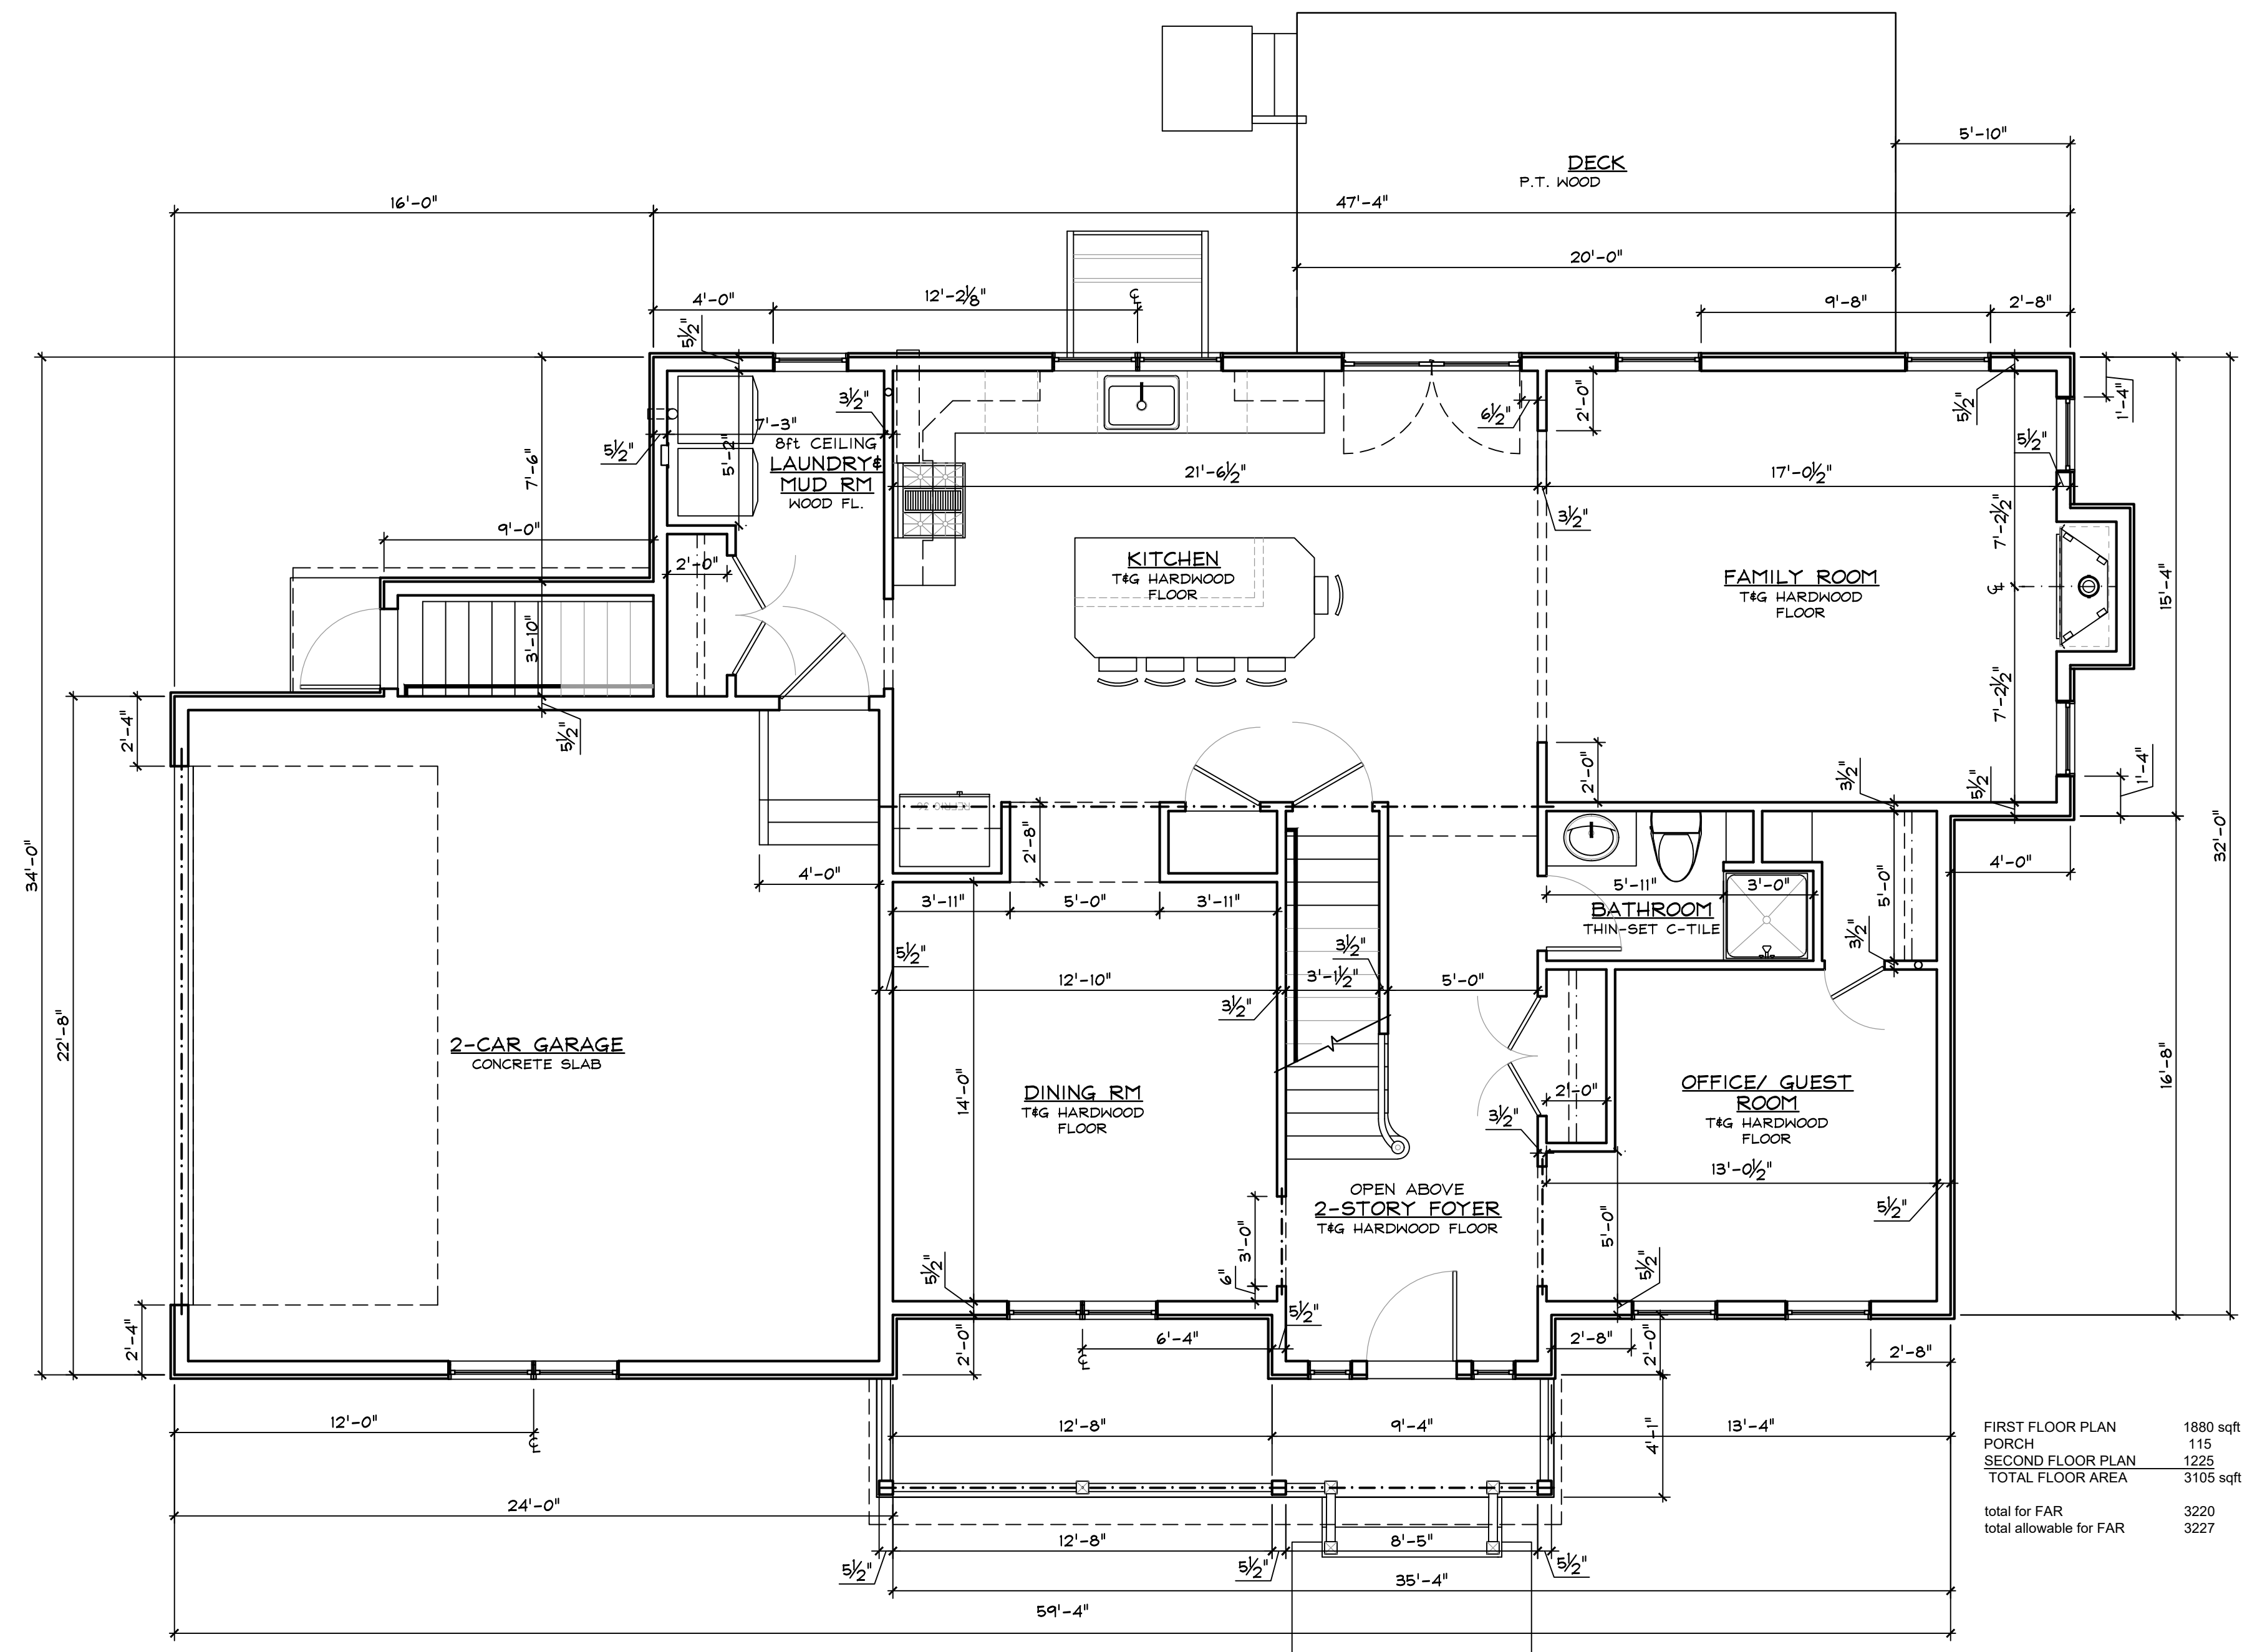 DECK
P.T. WOOD
5'-10"
16'-0"
47'-4"
20'-0"
4'-0"
12'-2⅛"
℄
9'-8"
2'-8"
5½"
5½"
1'-4"
3½"
6½"
2'-0"
7'-3"
8ft CEILING
LAUNDRY&
MUD RM
WOOD FL.
5½"
5'-2"
7'-6"
5½"
21'-6½"
17'-0½"
3½"
7'-2½"
9'-0"
2'-0"
KITCHEN
T&G HARDWOOD
FLOOR
FAMILY ROOM
T&G HARDWOOD
FLOOR
℄
15'-4"
3'-10"
7'-2½"
2'-4"
5½"
2'-0"
3½"
5½"
1'-4"
REFRIG 36
2'-8"
34'-0"
32'-0"
4'-0"
4'-0"
3'-11"
5'-0"
3'-11"
5'-11"
3'-0"
5'-0"
BATHROOM
THIN-SET C-TILE
5½"
3½"
3½"
12'-10"
3'-1½"
5'-0"
3½"
22'-8"
2-CAR GARAGE
CONCRETE SLAB
14'-0"
DINING RM
T&G HARDWOOD
FLOOR
2'-0"
3½"
OFFICE/ GUEST
ROOM
T&G HARDWOOD
FLOOR
16'-8"
13'-0½"
OPEN ABOVE
2-STORY FOYER
T&G HARDWOOD FLOOR
5½"
3'-0"
5'-0"
5½"
6"
5½"
5½"
2'-4"
2'-0"
6'-4"
℄
2'-8"
2'-0"
2'-8"
12'-0"
℄
12'-8"
9'-4"
4'-1"
13'-4"
FIRST FLOOR PLAN 1880 sqft
PORCH 115
SECOND FLOOR PLAN 1225
TOTAL FLOOR AREA 3105 sqft
total for FAR 3220
total allowable for FAR 3227
24'-0"
12'-8"
8'-5"
5½"
5½"
5½"
35'-4"
59'-4"